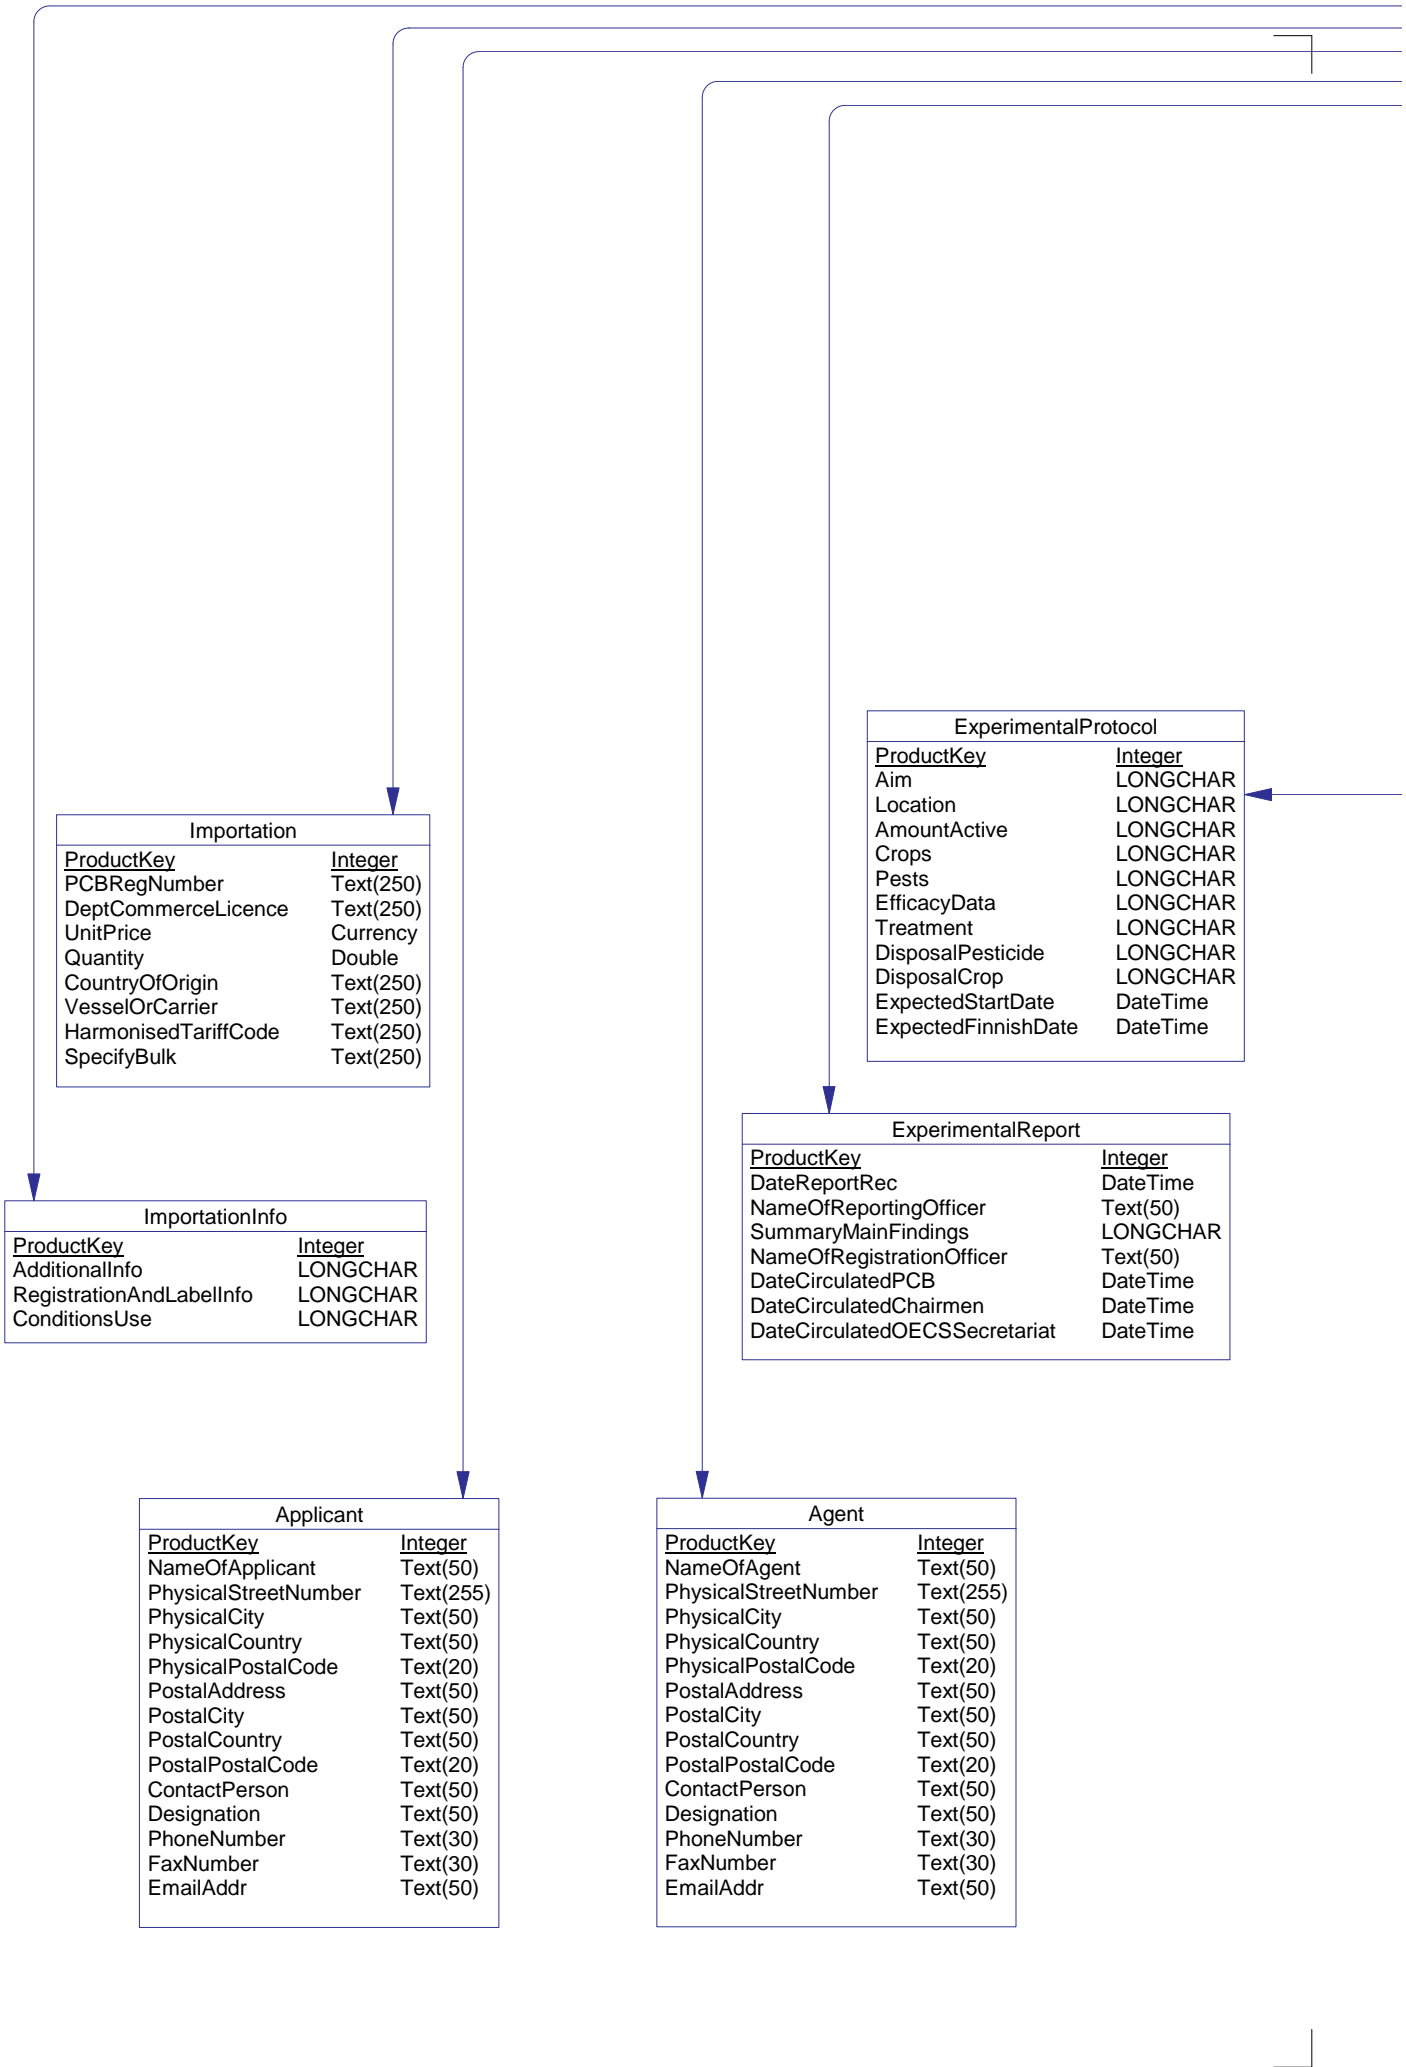 ExperimentalProtocol
ProductKey Integer
Aim LONGCHAR
Location LONGCHAR
AmountActive LONGCHAR
Crops LONGCHAR
Pests LONGCHAR
EfficacyData LONGCHAR
Treatment LONGCHAR
DisposalPesticide LONGCHAR
DisposalCrop LONGCHAR
ExpectedStartDate DateTime
ExpectedFinnishDate DateTime
Importation
ProductKey Integer
PCBRegNumber Text(250)
DeptCommerceLicence Text(250)
UnitPrice Currency
Quantity Double
CountryOfOrigin Text(250)
VesselOrCarrier Text(250)
HarmonisedTariffCode Text(250)
SpecifyBulk Text(250)
ExperimentalReport
ProductKey Integer
DateReportRec DateTime
NameOfReportingOfficer Text(50)
SummaryMainFindings LONGCHAR
NameOfRegistrationOfficer Text(50)
DateCirculatedPCB DateTime
DateCirculatedChairmen DateTime
DateCirculatedOECSSecretariat DateTime
ImportationInfo
ProductKey Integer
AdditionalInfo LONGCHAR
RegistrationAndLabelInfo LONGCHAR
ConditionsUse LONGCHAR
Applicant
ProductKey Integer
NameOfApplicant Text(50)
PhysicalStreetNumber Text(255)
PhysicalCity Text(50)
PhysicalCountry Text(50)
PhysicalPostalCode Text(20)
PostalAddress Text(50)
PostalCity Text(50)
PostalCountry Text(50)
PostalPostalCode Text(20)
ContactPerson Text(50)
Designation Text(50)
PhoneNumber Text(30)
FaxNumber Text(30)
EmailAddr Text(50)
Agent
ProductKey Integer
NameOfAgent Text(50)
PhysicalStreetNumber Text(255)
PhysicalCity Text(50)
PhysicalCountry Text(50)
PhysicalPostalCode Text(20)
PostalAddress Text(50)
PostalCity Text(50)
PostalCountry Text(50)
PostalPostalCode Text(20)
ContactPerson Text(50)
Designation Text(50)
PhoneNumber Text(30)
FaxNumber Text(30)
EmailAddr Text(50)